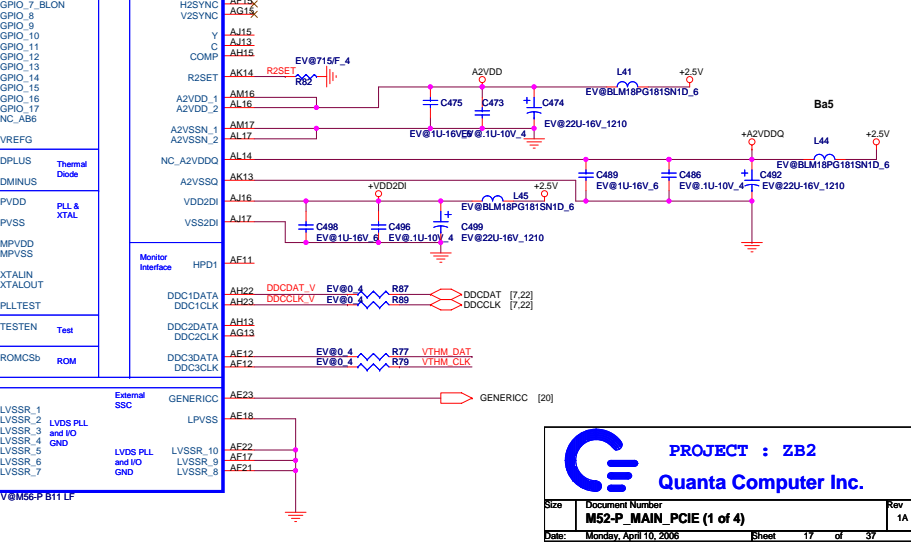 GPIO_7_BLON H2SYNC AF15
GPIO_8 V2SYNC AG15
GPIO_9
GPIO_10 Y AJ15
GPIO_11 C AJ13
GPIO_12 COMP AH15
GPIO_13
GPIO_14 R2SET AK14 R2SET EV@715/F_4 R82
GPIO_15
GPIO_16 A2VDD_1 AM16
GPIO_17 A2VDD_2 AL16
NC_AB6
A2VDD L41 +2.5V
EV@BLM18PG181SN1D_6
C475 C473 C474
EV@1U-16V_6 EV@.1U-10V_4 EV@22U-16V_1210
Ba5
A2VSSN_1 AM17
VREFG A2VSSN_2 AL17
+A2VDDQ L44 +2.5V
DPLUS Thermal Diode NC_A2VDDQ AL14
EV@BLM18PG181SN1D_6
C489 C486 C492
EV@1U-16V_6 EV@.1U-10V_4 EV@22U-16V_1210
DMINUS A2VSSQ AK13
PVDD PLL & XTAL VDD2DI AJ16
+VDD2DI L45 +2.5V
EV@BLM18PG181SN1D_6
PVSS VSS2DI AJ17
C498 C496 C499
EV@1U-16V_6 EV@.1U-10V_4 EV@22U-16V_1210
MPVDD
MPVSS
Monitor Interface
HPD1 AF11
XTALIN
XTALOUT
DDC1DATA AH22 DDCDAT_V EV@0_4 R87 DDCDAT [7,22]
PLLTEST DDC1CLK AH23 DDCCLK_V EV@0_4 R89 DDCCLK [7,22]
TESTEN Test DDC2DATA AH13
DDC2CLK AG13
ROMCSb ROM DDC3DATA AE12 EV@0_4 R77 VTHM_DAT
DDC3CLK AF12 EV@0_4 R79 VTHM_CLK
External SSC
GENERICC AE23 GENERICC [20]
LVSSR_1 LPVSS AE18
LVSSR_2 LVDS PLL
LVSSR_3 and I/O
LVSSR_4 GND
LVSSR_5 LVDS PLL LVSSR_10 AF22
LVSSR_6 and I/O LVSSR_9 AF17
LVSSR_7 GND LVSSR_8 AF21
V@M56-P B11 LF
PROJECT : ZB2
Quanta Computer Inc.
Size Document Number Rev
M52-P_MAIN_PCIE (1 of 4) 1A
Date: Monday, April 10, 2006 Sheet 17 of 37